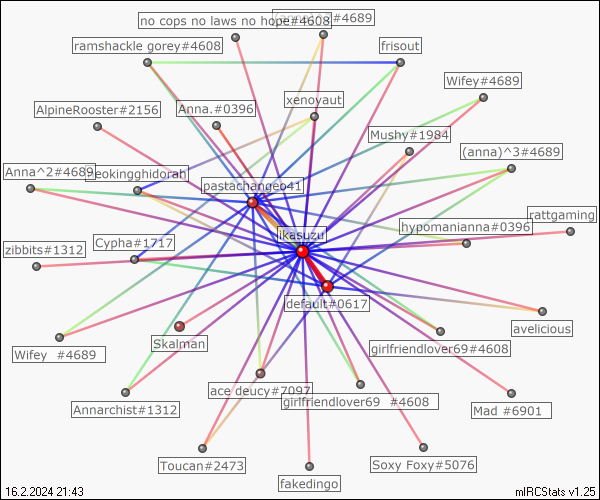 no cops no laws no hope#4608
#4689
ramshackle gorey#4608
frisout
Wifey#4689
xenoyaut
AlpineRooster#2156
Anna.#0396
Mushy#1984
(anna)^3#4689
Anna^2#4689
eokingghidorah
pastachangeo41
rattgaming
ikasuzu
hypomanianna#0396
zibbits#1312
Cypha#1717
default#0617
avelicious
Skalman
girlfriendlover69#4608
Wifey #4689
ace deucy#7097
girlfriendlover69 #4608
Annarchist#1312
Mad #6901
Toucan#2473
Soxy Foxy#5076
fakedingo
16.2.2024 21:43
mIRCStats v1.25